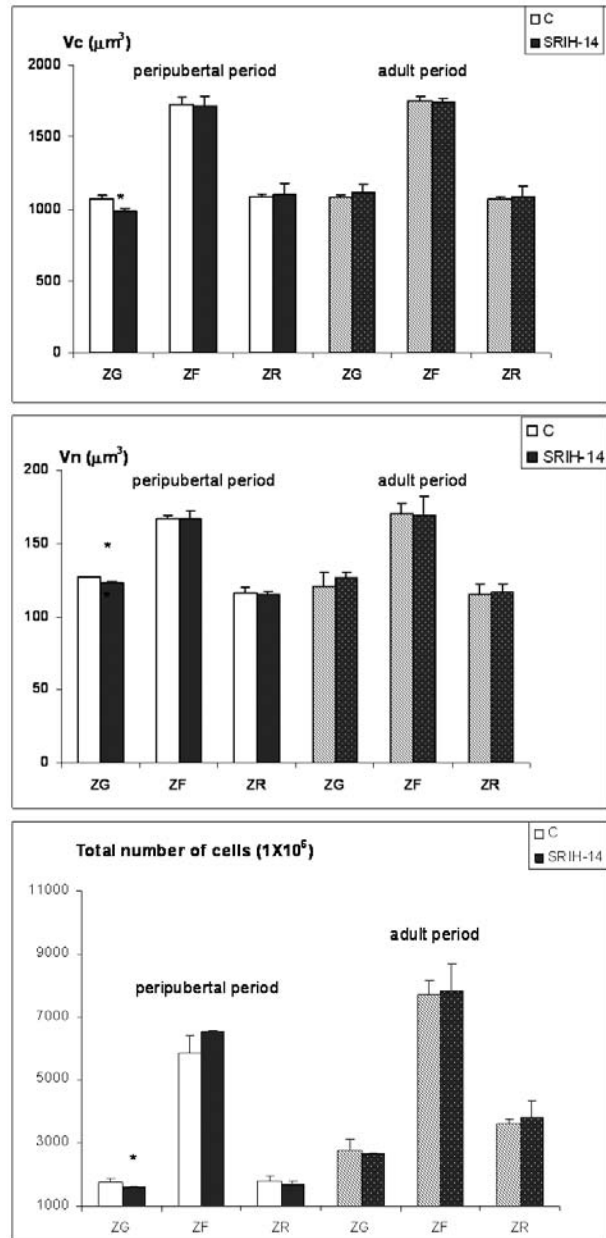 Vc (μm³)
C
SRIH-14
peripubertal period
adult period
2000
1500
1000
500
0
*
ZG
ZF
ZR
ZG
ZF
ZR
Vn (μm³)
C
SRIH-14
peripubertal period
adult period
200
150
100
50
0
*
*
ZG
ZF
ZR
ZG
ZF
ZR
Total number of cells (1X10⁶)
C
SRIH-14
adult period
peripubertal period
11000
9000
7000
5000
3000
1000
*
ZG
ZF
ZR
ZG
ZF
ZR